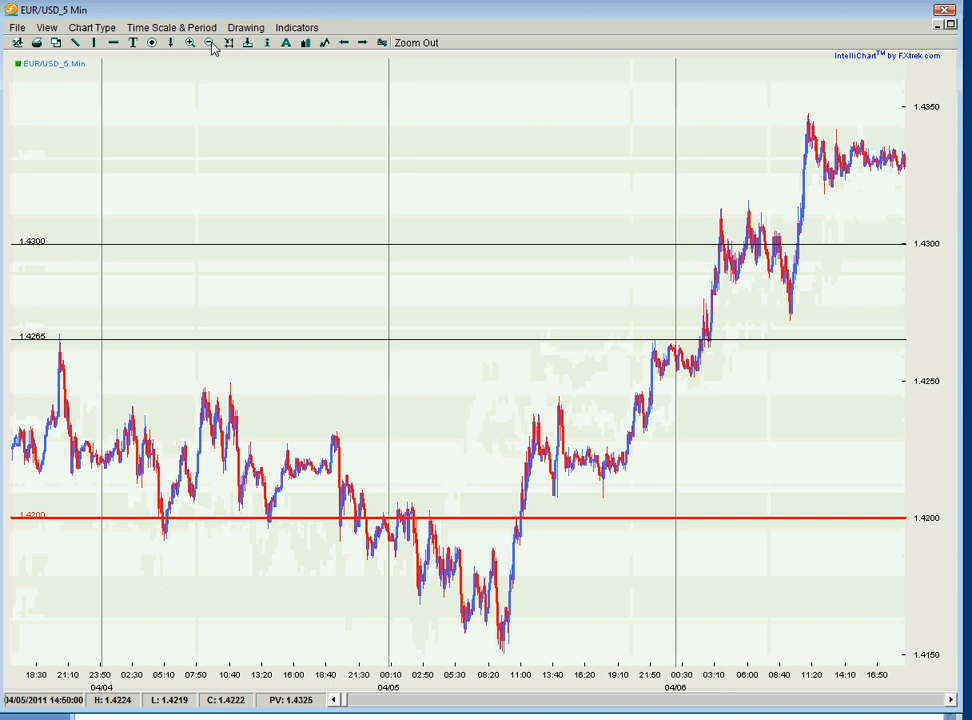 EUR/USD_5 Min
File View Chart Type Time Scale & Period Drawing Indicators
T i A Zoom Out
IntelliChart™ by FXtrek.com
EUR/USD_5 Min
1.4350
1.4300 1.4300
1.4265
1.4250
1.4200 1.4200
1.4150
18:30 21:10 23:50 02:30 05:10 07:50 10:40 13:20 16:00 18:40 21:30 00:10 02:50 05:30 08:20 11:00 13:40 16:20 19:00 21:50 00:30 03:10 06:00 08:40 11:20 14:10 16:50
04/04 04/05 04/06
04/05/2011 14:50:00 H: 1.4224 L: 1.4219 C: 1.4222 PV: 1.4325